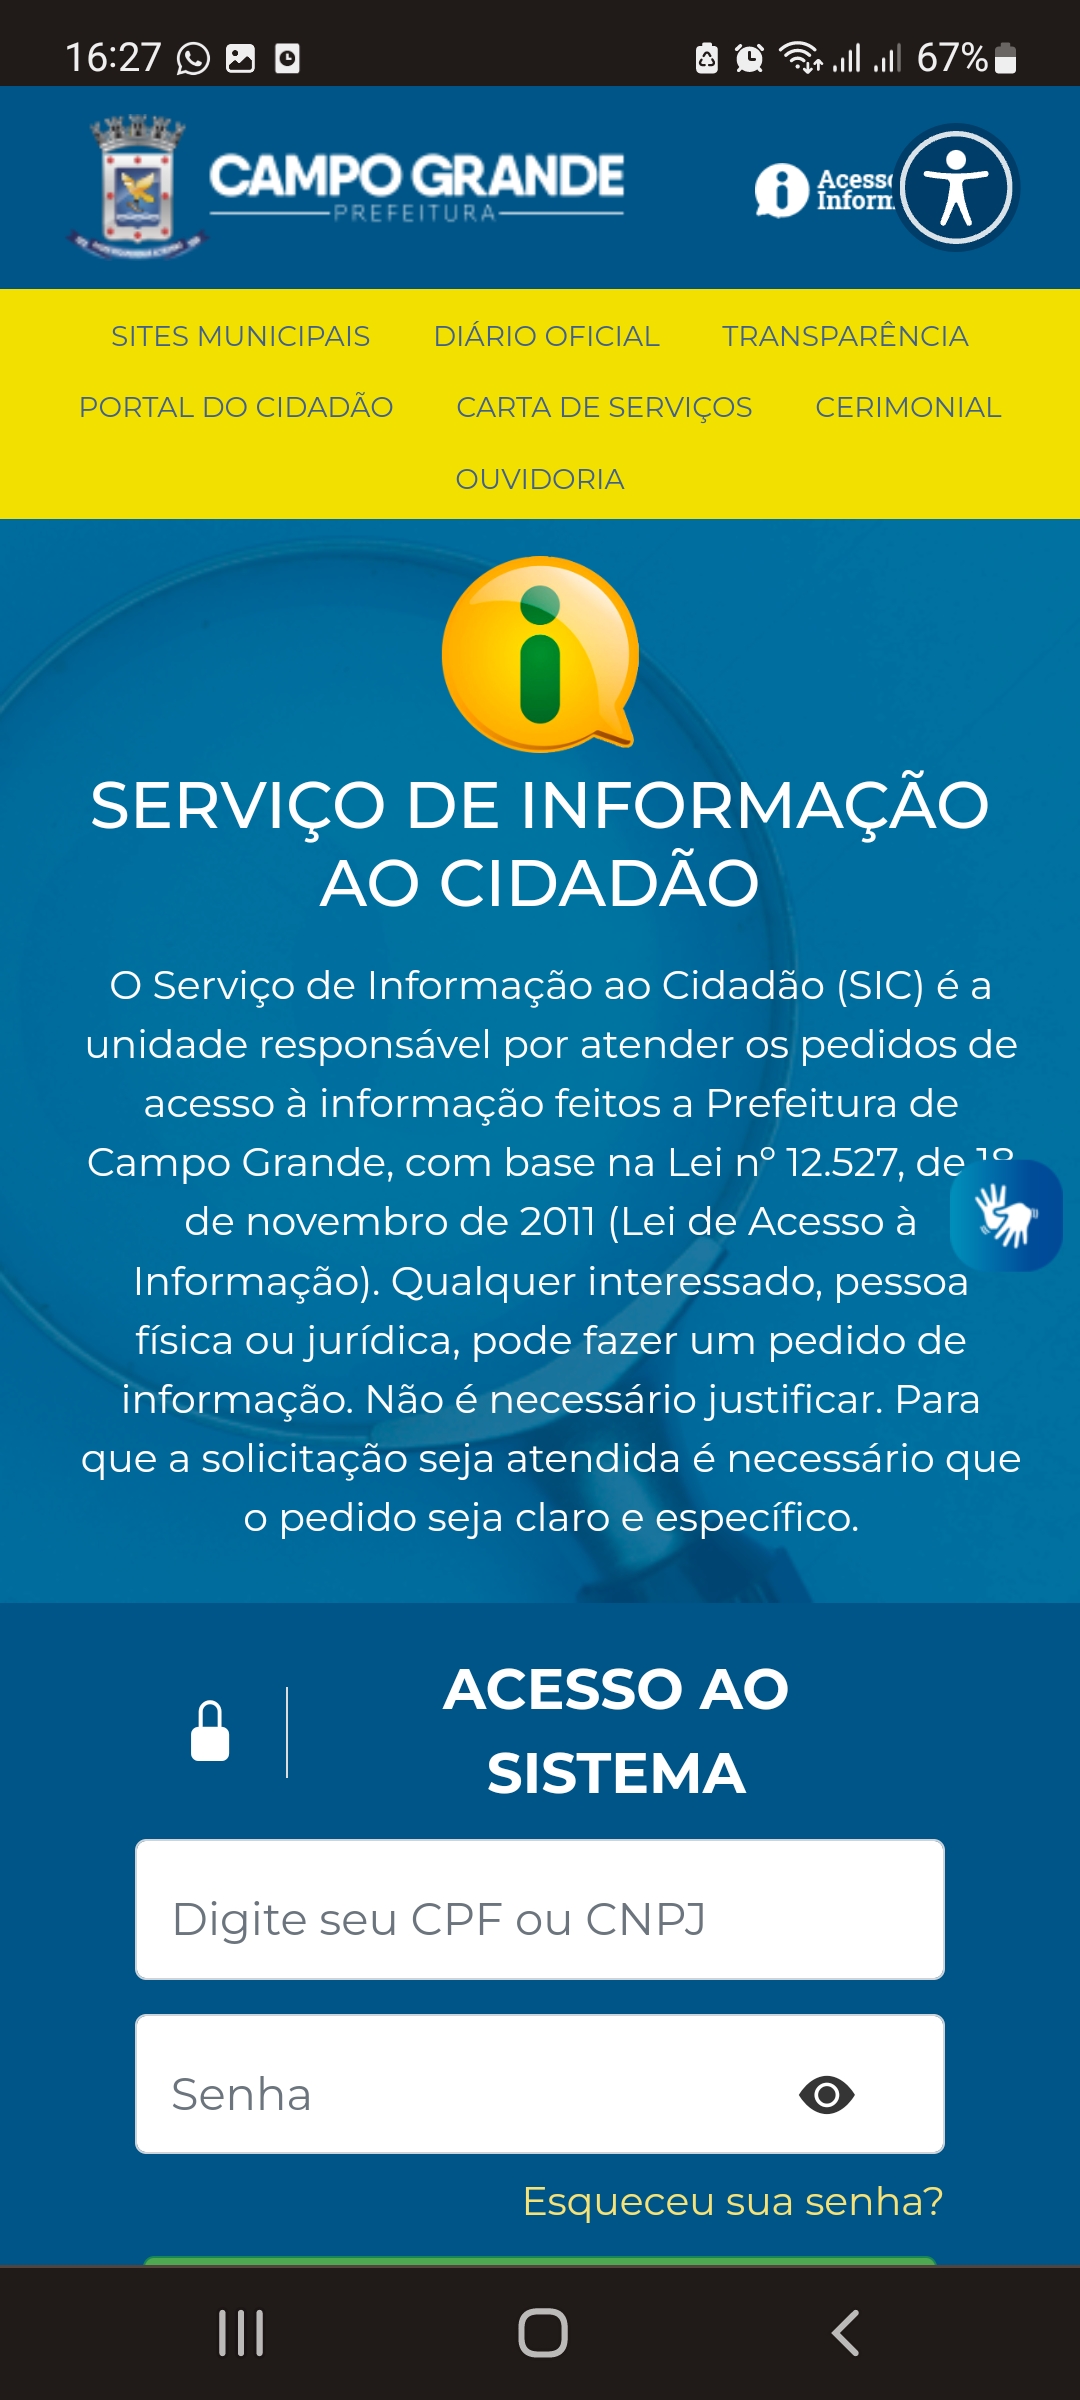 16:27
67%
CAMPO GRANDE
PREFEITURA
SITES MUNICIPAIS DIÁRIO OFICIAL TRANSPARÊNCIA
PORTAL DO CIDADÃO CARTA DE SERVIÇOS CERIMONIAL
OUVIDORIA
SERVIÇO DE INFORMAÇÃO
AO CIDADÃO
O Serviço de Informação ao Cidadão (SIC) é a
unidade responsável por atender os pedidos de
acesso à informação feitos a Prefeitura de
Campo Grande, com base na Lei nº 12.527, de 18
de novembro de 2011 (Lei de Acesso à
Informação). Qualquer interessado, pessoa
física ou jurídica, pode fazer um pedido de
informação. Não é necessário justificar. Para
que a solicitação seja atendida é necessário que
o pedido seja claro e específico.
ACESSO AO
SISTEMA
Digite seu CPF ou CNPJ
Senha
Esqueceu sua senha?